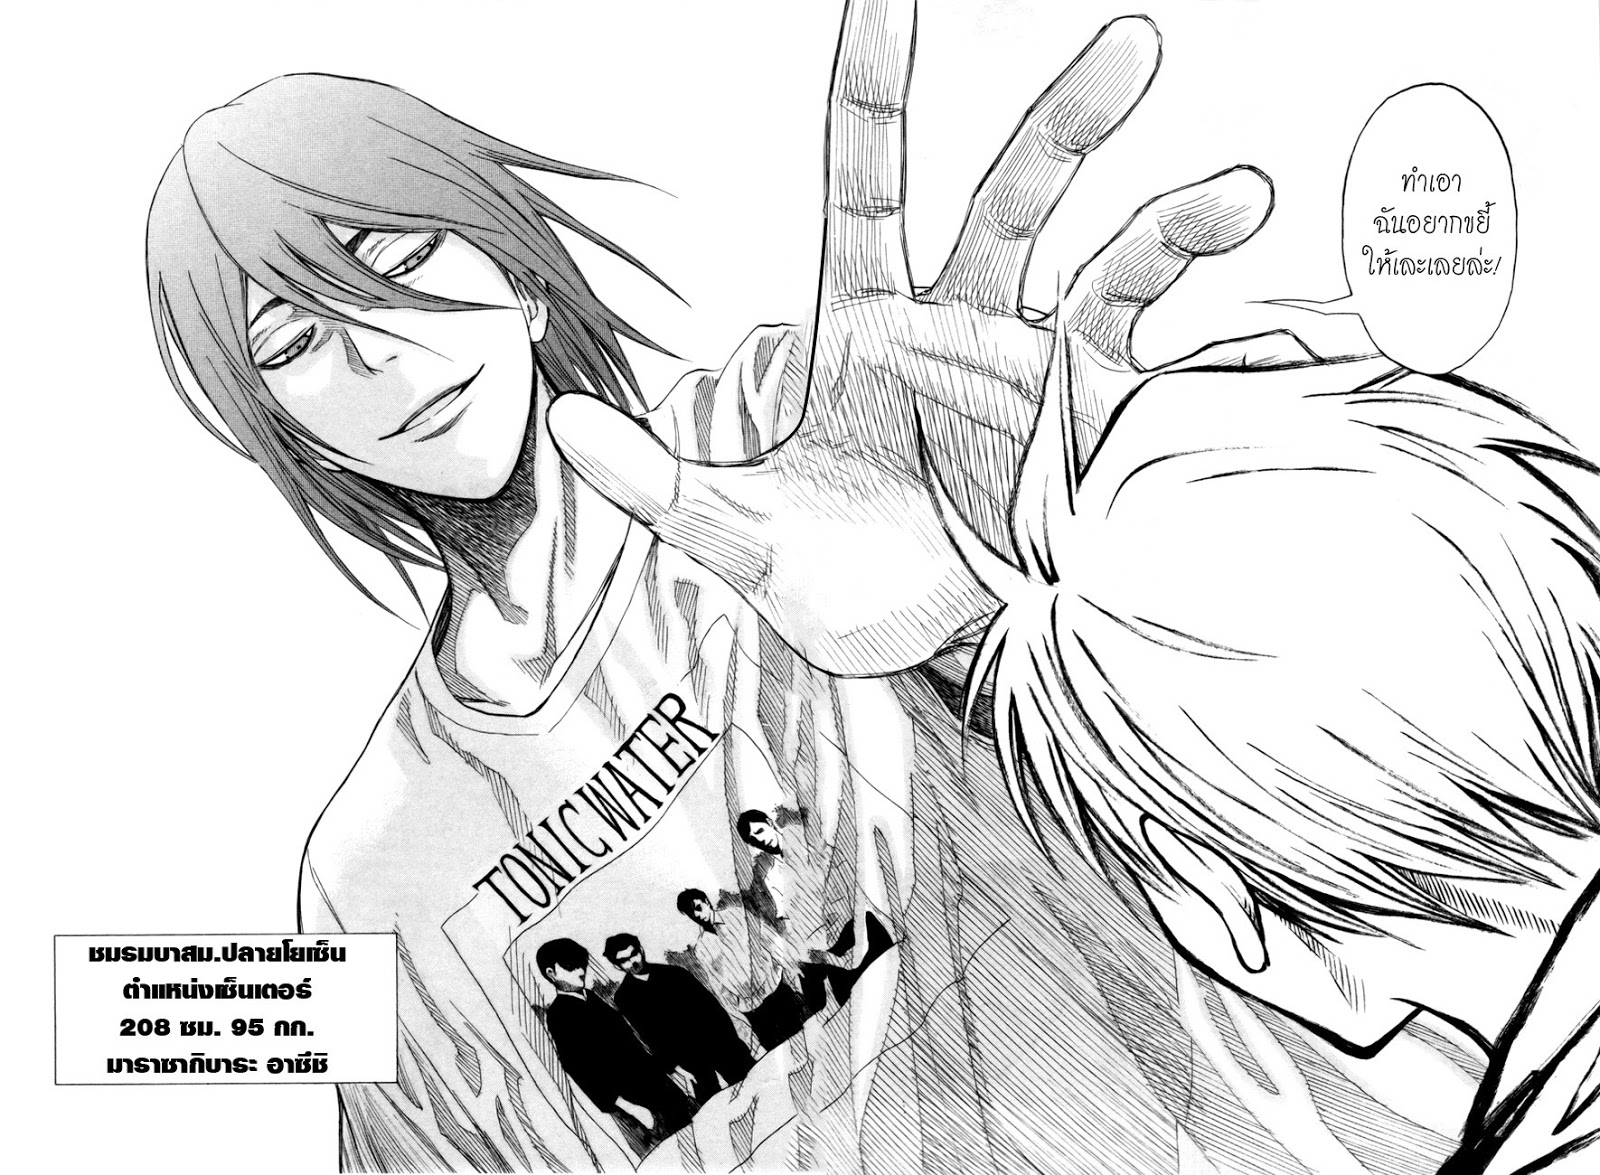 ทำเอา
ฉันอยากขยี้
ให้เละเลยล่ะ!
TONIC WATER
ชมรมบาสม.ปลายโยเซ็น
ตำแหน่งเซ็นเตอร์
208 ซม. 95 กก.
มาราซากิบาระ อาซึชิ